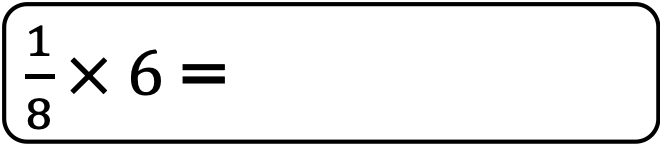 1/8 × 6 =